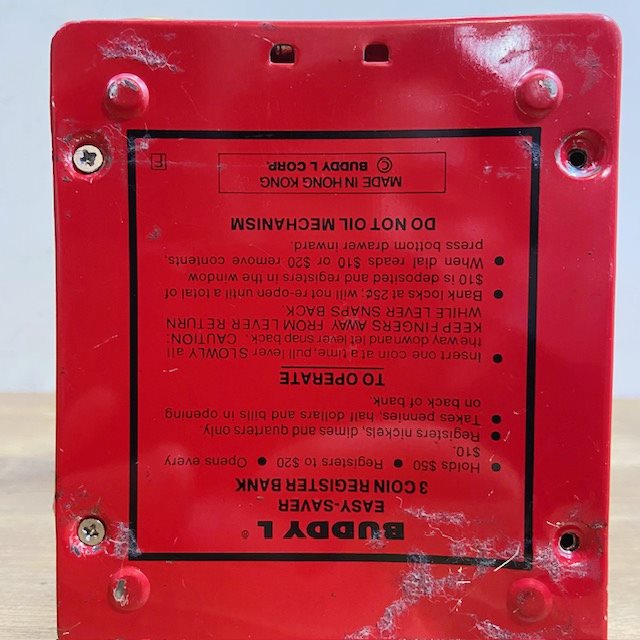 BUDDY L ®
EASY-SAVER
3 COIN REGISTER BANK
Holds $50 • Registers to $20 • Opens every
$10.
• Registers nickels, dimes and quarters only
• Takes pennies, half dollars and bills in opening
on back of bank.
TO OPERATE
• Insert one coin at a time, pull lever SLOWLY all
the way down and let lever snap back. CAUTION:
KEEP FINGERS AWAY FROM LEVER RETURN
WHILE LEVER SNAPS BACK
• Bank locks at 25¢; will not re-open until a total of
$10 is deposited and registers in the window
• When dial reads $10 or $20 remove contents,
press bottom drawer inward.
DO NOT OIL MECHANISM
MADE IN HONG KONG
© BUDDY L CORP.
F